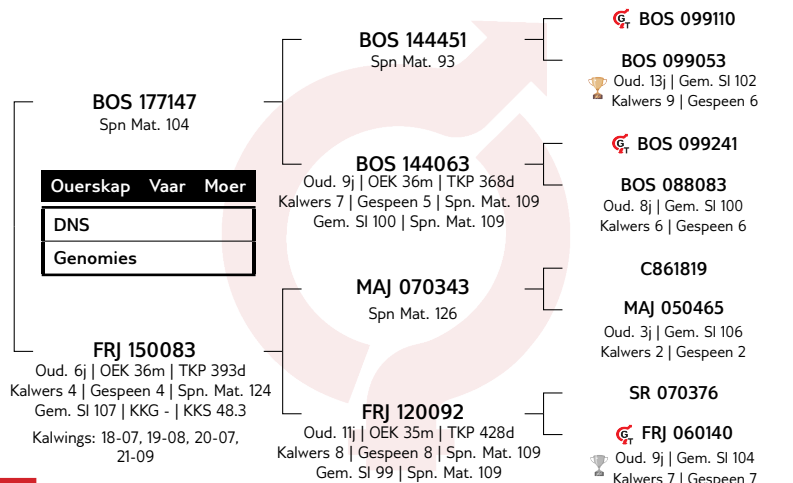 BOS 177147
Spn Mat. 104
Ouerskap Vaar Moer
DNS
Genomies
FRJ 150083
Oud. 6j | OEK 36m | TKP 393d
Kalwers 4 | Gespeen 4 | Spn. Mat. 124
Gem. SI 107 | KKG - | KKS 48.3
Kalwings: 18-07, 19-08, 20-07,
21-09
BOS 144451
Spn Mat. 93
BOS 144063
Oud. 9j | OEK 36m | TKP 368d
Kalwers 7 | Gespeen 5 | Spn. Mat. 109
Gem. SI 100 | Spn. Mat. 109
MAJ 070343
Spn Mat. 126
FRJ 120092
Oud. 11j | OEK 35m | TKP 428d
Kalwers 8 | Gespeen 8 | Spn. Mat. 109
Gem. SI 99 | Spn. Mat. 109
GT BOS 099110
BOS 099053
Oud. 13j | Gem. SI 102
Kalwers 9 | Gespeen 6
GT BOS 099241
BOS 088083
Oud. 8j | Gem. SI 100
Kalwers 6 | Gespeen 6
C861819
MAJ 050465
Oud. 3j | Gem. SI 106
Kalwers 2 | Gespeen 2
SR 070376
GT FRJ 060140
Oud. 9j | Gem. SI 104
Kalwers 7 | Gespeen 7